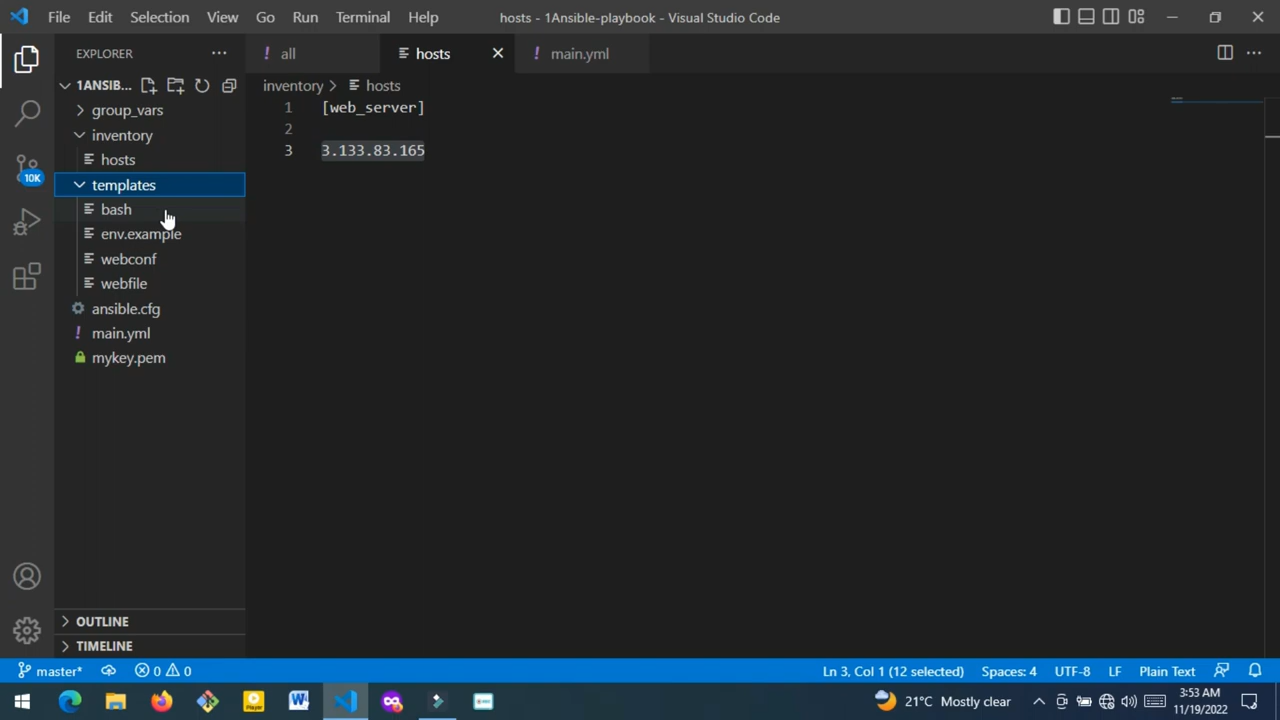 File Edit Selection View Go Run Terminal Help hosts - 1Ansible-playbook - Visual Studio Code
EXPLORER
all hosts main.yml
1ANSIB...
inventory hosts
group_vars
inventory
hosts
templates
bash
env.example
webconf
webfile
ansible.cfg
main.yml
mykey.pem
10K
1 [web_server]
2
3 3.133.83.165
OUTLINE
TIMELINE
master* 0 0 Ln 3, Col 1 (12 selected) Spaces: 4 UTF-8 LF Plain Text
Player
W
21°C Mostly clear
3:53 AM
11/19/2022